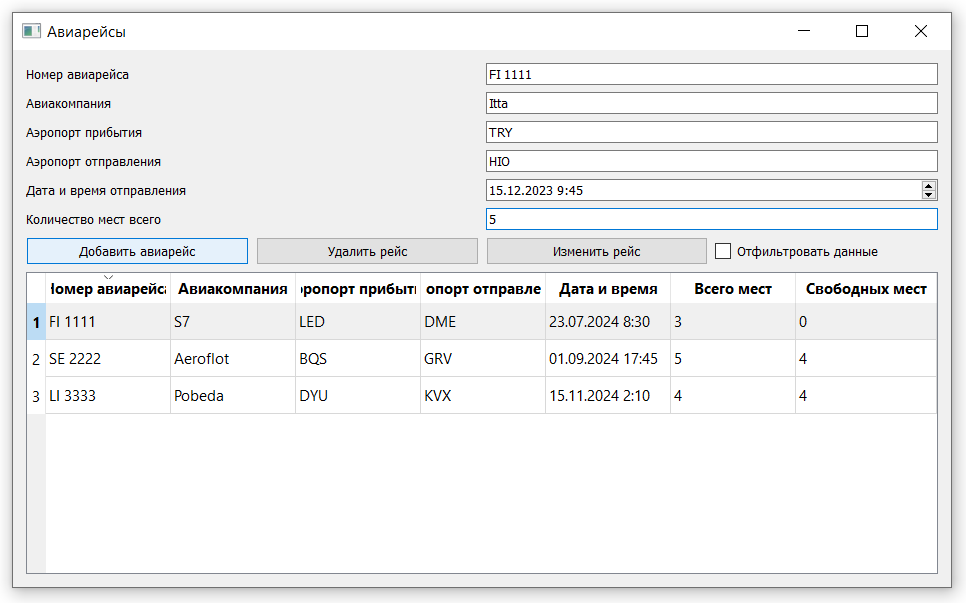 Авиарейсы
Номер авиарейса FI 1111
Авиакомпания Itta
Аэропорт прибытия TRY
Аэропорт отправления HIO
Дата и время отправления 15.12.2023 9:45
Количество мест всего 5
Добавить авиарейс Удалить рейс Изменить рейс Отфильтровать данные
Номер авиарейса Авиакомпания ропорт прибыти опорт отправле Дата и время Всего мест Свободных мест
1 FI 1111 S7 LED DME 23.07.2024 8:30 3 0
2 SE 2222 Aeroflot BQS GRV 01.09.2024 17:45 5 4
3 LI 3333 Pobeda DYU KVX 15.11.2024 2:10 4 4